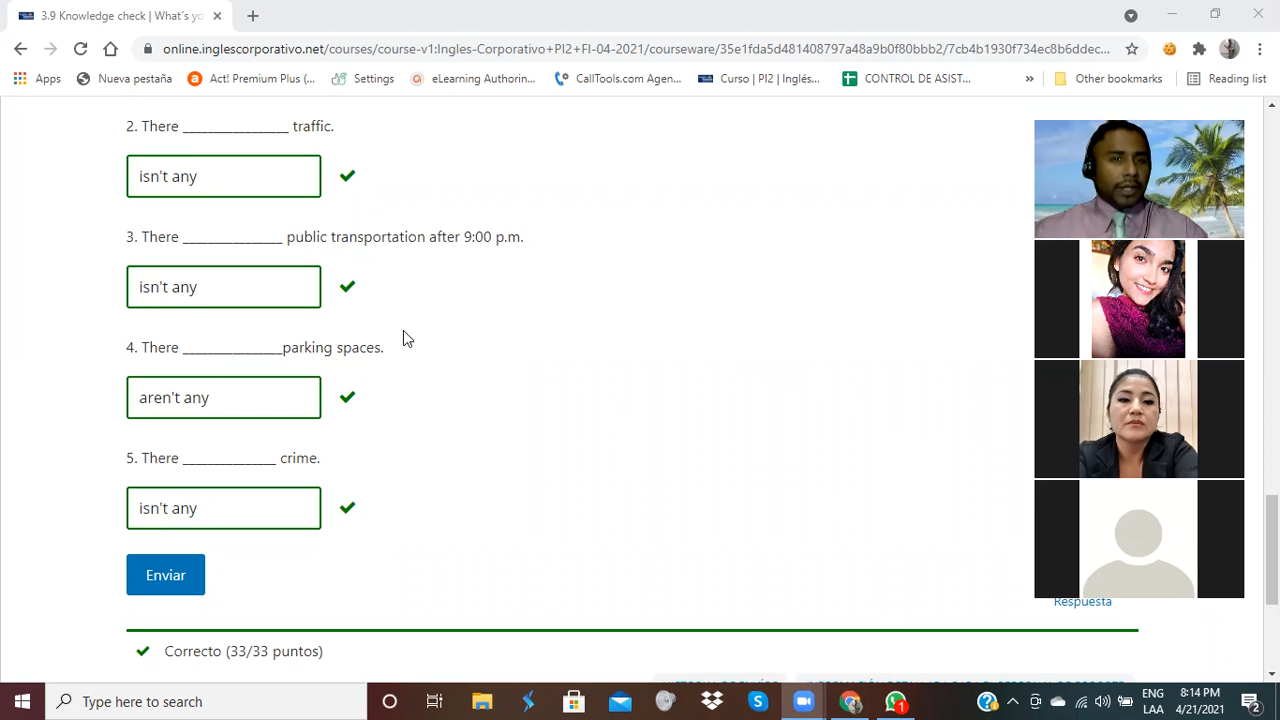 3.9 Knowledge check | What´s yo
online.inglescorporativo.net/courses/course-v1:Ingles-Corporativo+PI2+FI-04-2021/courseware/35e1fda5d481408797a48a9b0f80bbb2/7cb4b1930f734ec8b6ddec...
Apps Nueva pestaña Act! Premium Plus (... Settings eLearning Authorin... CallTools.com Agen... Curso | PI2 | Inglés... CONTROL DE ASIST... » Other bookmarks Reading list
2. There ________________ traffic.
isn't any
3. There _______________ public transportation after 9:00 p.m.
isn't any
4. There _______________parking spaces.
aren't any
5. There ______________ crime.
isn't any
Enviar
Respuesta
Correcto (33/33 puntos)
Type here to search
1
ENG 8:14 PM
LAA 4/21/2021
2